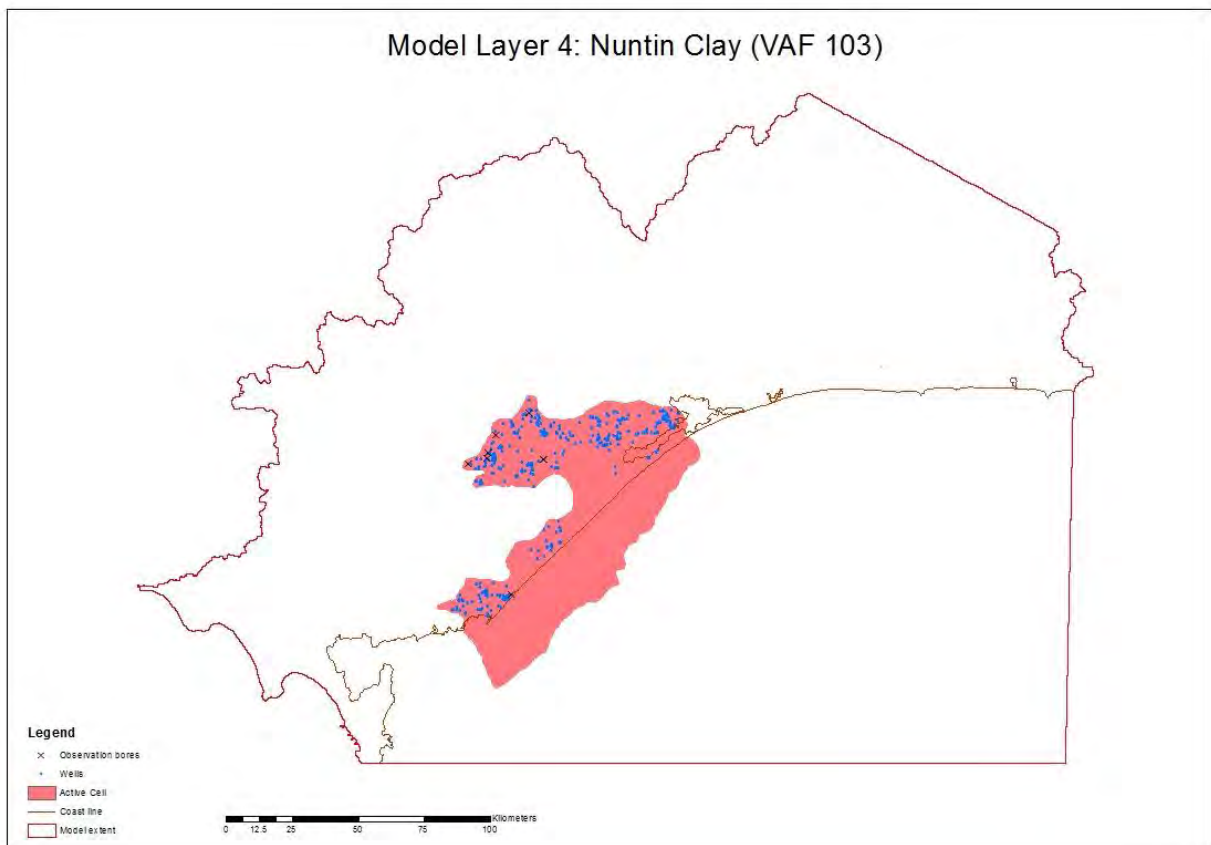 Model Layer 4: Nuntin Clay (VAF 103)
Legend
Observation bores
Wells
Active Cell
Coast line
Model extent
Kilometers
0 12.5 25 50 75 100